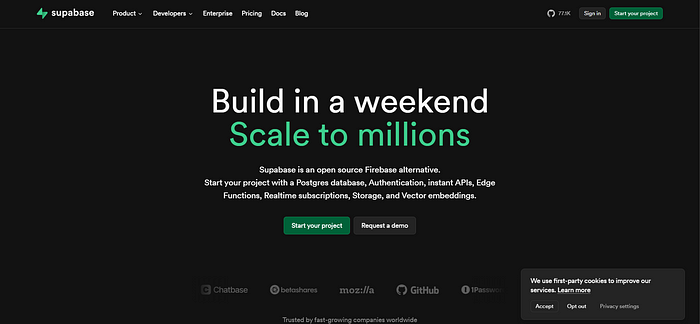 supabase Product Developers Enterprise Pricing Docs Blog 77.1K Sign in Start your project
Build in a weekend
Scale to millions
Supabase is an open source Firebase alternative.
Start your project with a Postgres database, Authentication, instant APIs, Edge
Functions, Realtime subscriptions, Storage, and Vector embeddings.
Start your project Request a demo
Chatbase betashares moz://a GitHub 1Passwo
Trusted by fast-growing companies worldwide
We use first-party cookies to improve our
services. Learn more
Accept Opt out Privacy settings